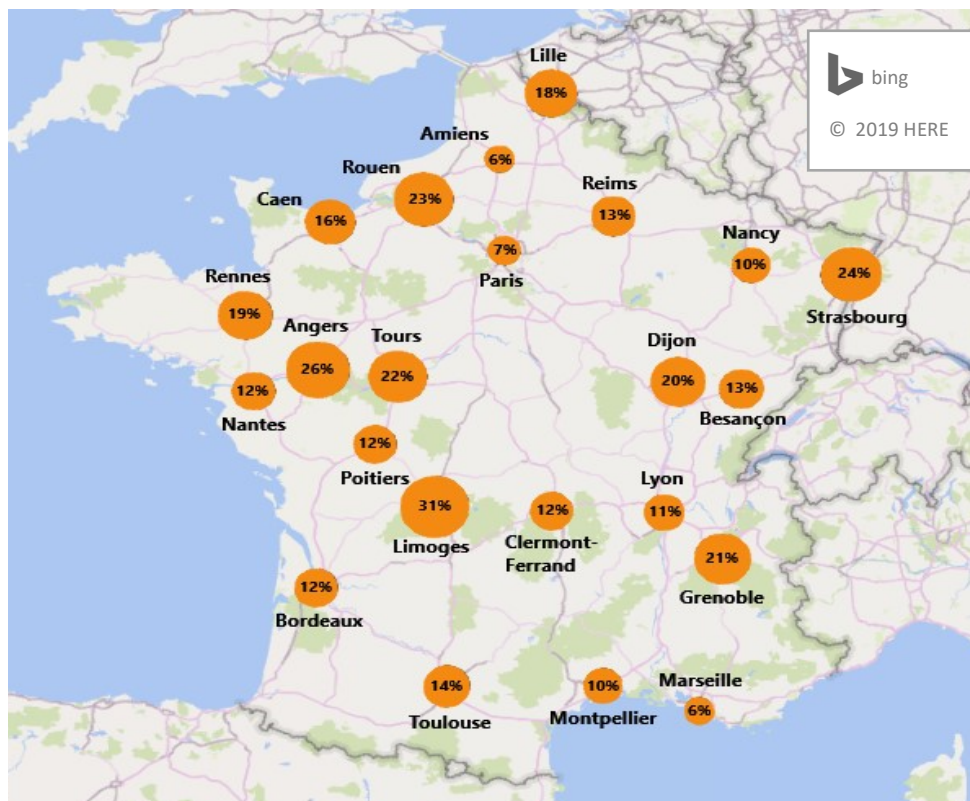 Lille
18%
bing
© 2019 HERE
Amiens
6%
Rouen
23%
Reims
13%
Caen
16%
Nancy
10%
7%
Paris
24%
Strasbourg
Rennes
19%
Angers
26%
Tours
22%
Dijon
20%
13%
Besançon
12%
Nantes
12%
Poitiers
31%
Limoges
12%
Clermont-
Ferrand
Lyon
11%
21%
Grenoble
12%
Bordeaux
14%
Toulouse
10%
Montpellier
Marseille
6%